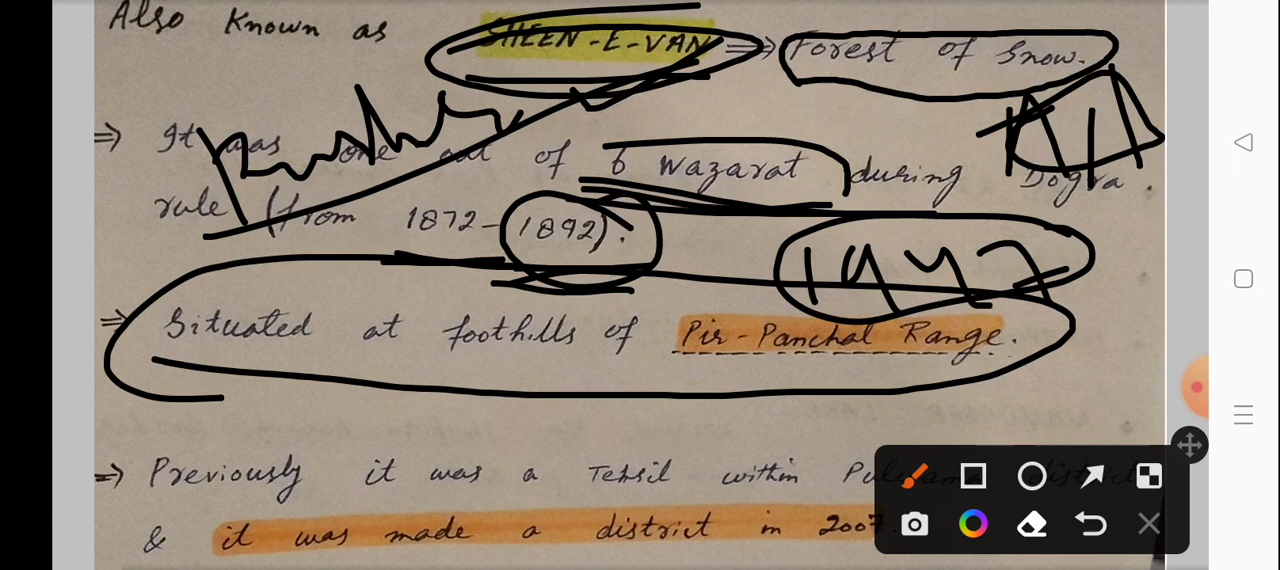 Also Known as SHEEN-E-VAN ⇒ Forest of Snow.
⇒ It was one out of 6 Wazarat during Dogra.
rule (from 1872-1892).
1947
⇒ Situated at foothills of Pir-Panchal Range.
⇒ Previously it was a Tehsil within Pulwama district
& it was made a district in 2007.